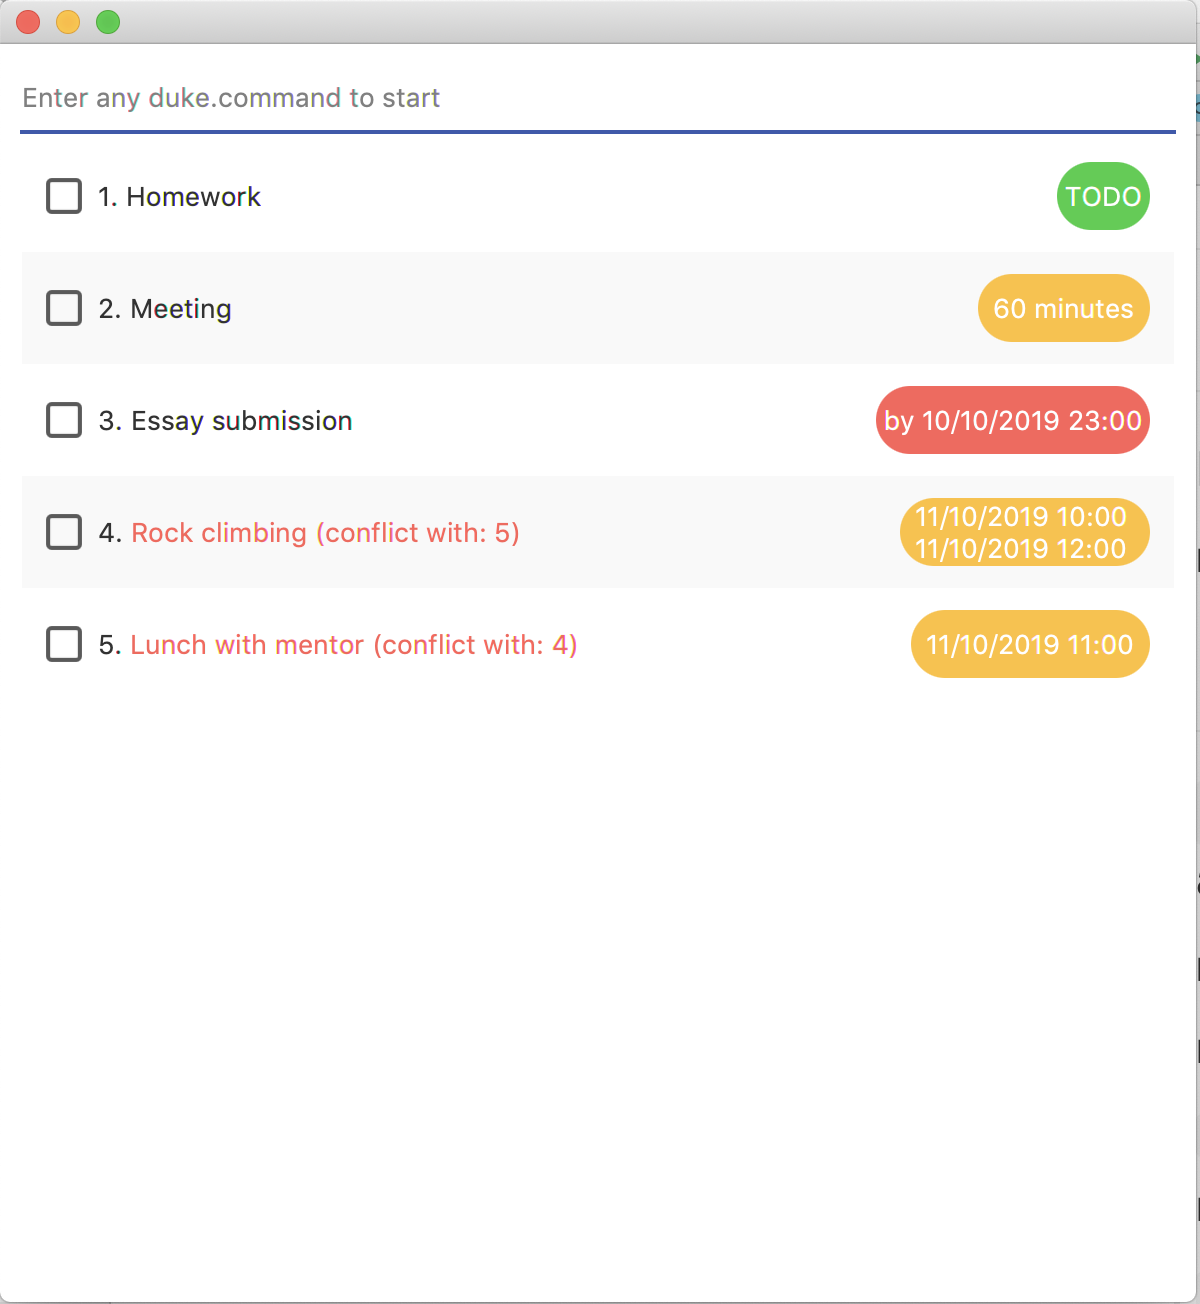 Enter any duke.command to start
1. Homework
TODO
2. Meeting
60 minutes
3. Essay submission
by 10/10/2019 23:00
4. Rock climbing (conflict with: 5)
11/10/2019 10:00
11/10/2019 12:00
5. Lunch with mentor (conflict with: 4)
11/10/2019 11:00